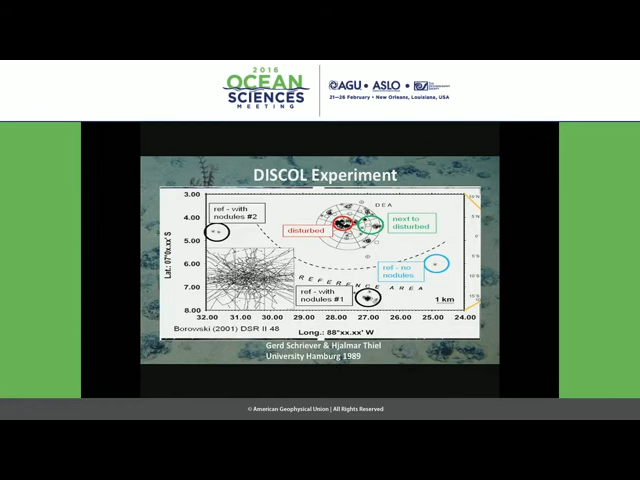 2016
OCEAN
SCIENCES
MEETING
AGU • ASLO •
21–26 February • New Orleans, Louisiana, USA
DISCOL Experiment
3.00
4.00
5.00
6.00
7.00
8.00
Lat.: 07°0x.xx' S
ref - with
nodules #2
DEA
disturbed
next to
disturbed
ref - no
nodules
REFERENCE AREA
ref - with
nodules #1
1 km
32.00 31.00 30.00 29.00 28.00 27.00 26.00 25.00 24.00
Borowski (2001) DSR II 48
Long.: 88°xx.xx' W
Gerd Schriever & Hjalmar Thiel
University Hamburg 1989
© American Geophysical Union | All Rights Reserved